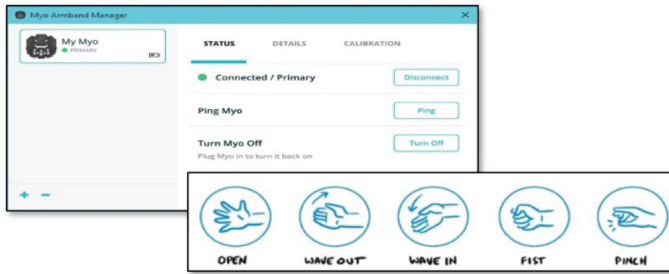 Myo Armband Manager
My Myo
PRIMARY
STATUS DETAILS CALIBRATION
Connected / Primary
Disconnect
Ping Myo
Ping
Turn Myo Off
Turn Off
Plug Myo in to turn it back on
OPEN WAVE OUT WAVE IN FIST PINCH